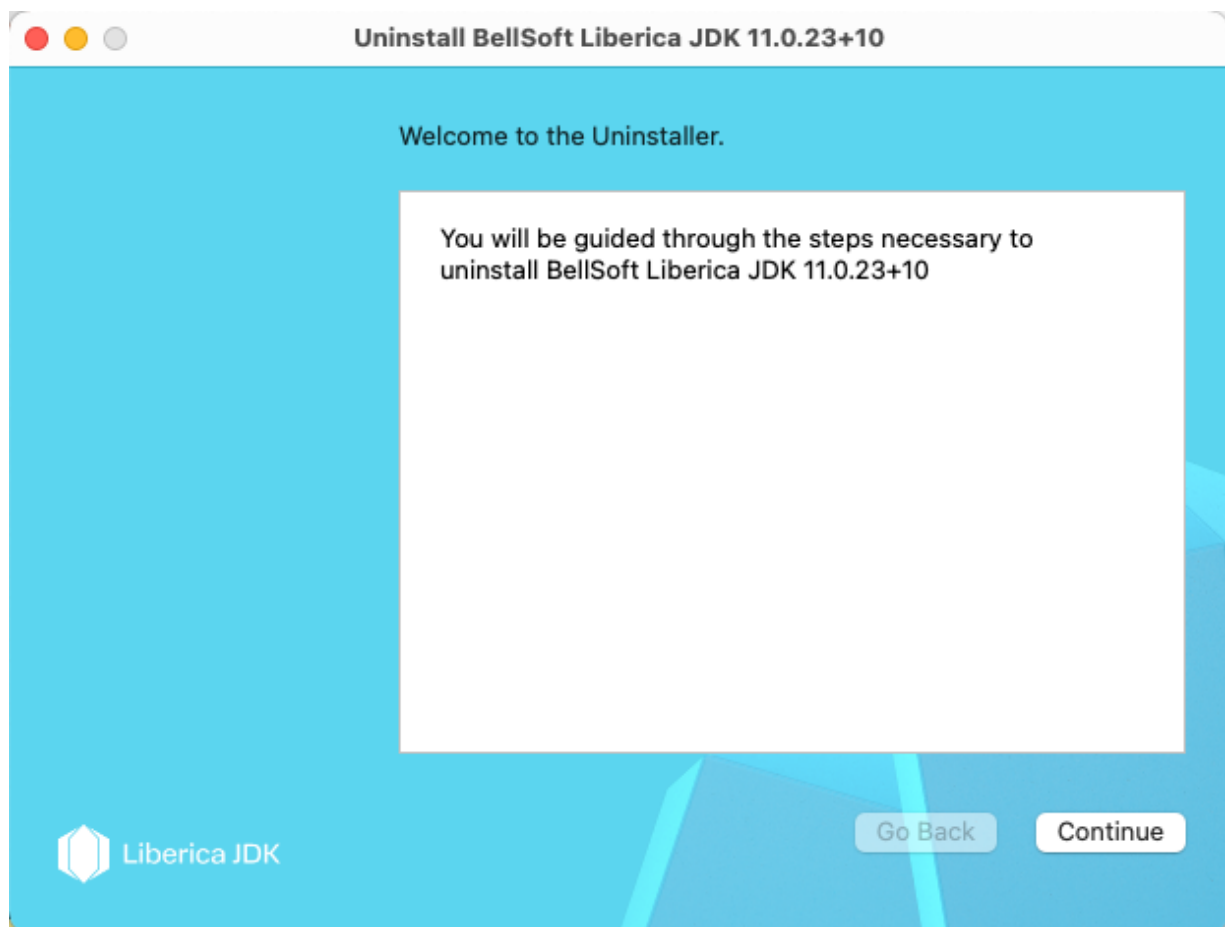 Uninstall BellSoft Liberica JDK 11.0.23+10
Welcome to the Uninstaller.
You will be guided through the steps necessary to
uninstall BellSoft Liberica JDK 11.0.23+10
Go Back
Continue
Liberica JDK